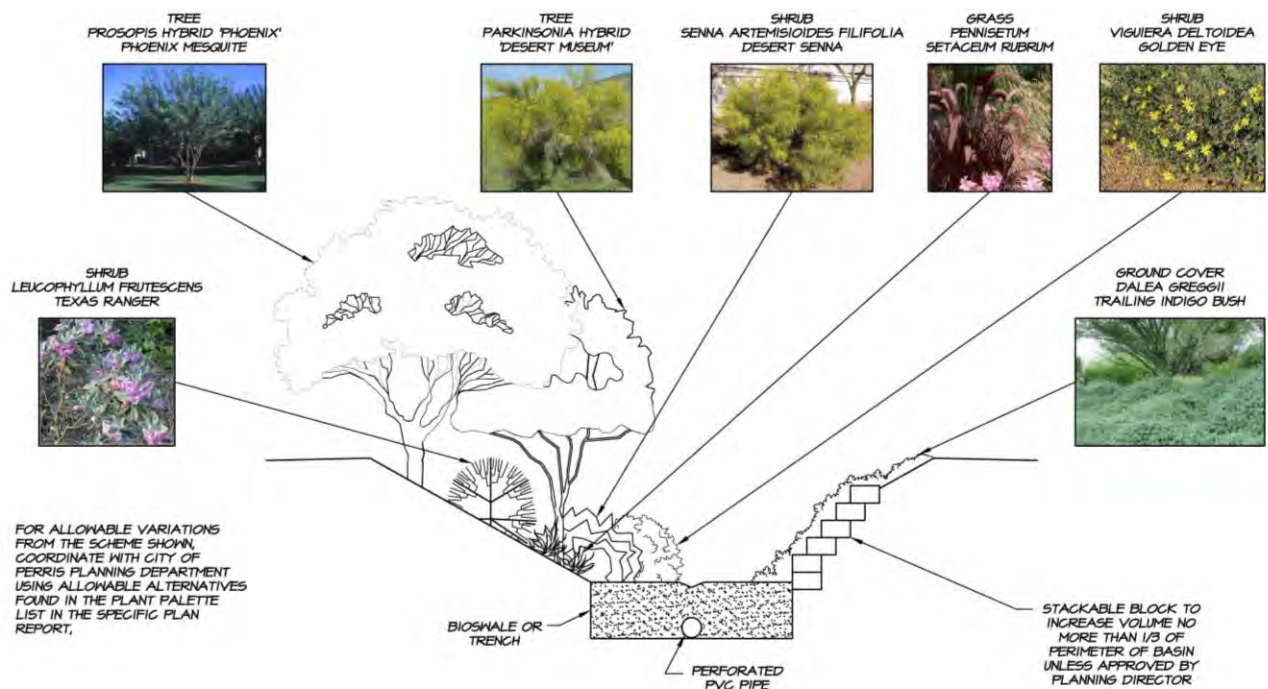 TREE
PROSOPIS HYBRID 'PHOENIX'
PHOENIX MESQUITE
TREE
PARKINSONIA HYBRID
'DESERT MUSEUM'
SHRUB
SENNA ARTEMISIOIDES FILIFOLIA
DESERT SENNA
GRASS
PENNISETUM
SETACEUM RUBRUM
SHRUB
VIGUIERA DELTOIDEA
GOLDEN EYE
SHRUB
LEUCOPHYLLUM FRUTESCENS
TEXAS RANGER
GROUND COVER
DALEA GREGGII
TRAILING INDIGO BUSH
FOR ALLOWABLE VARIATIONS
FROM THE SCHEME SHOWN,
COORDINATE WITH CITY OF
PERRIS PLANNING DEPARTMENT
USING ALLOWABLE ALTERNATIVES
FOUND IN THE PLANT PALETTE
LIST IN THE SPECIFIC PLAN
REPORT,
BIOSWALE OR
TRENCH
PERFORATED
PVC PIPE
STACKABLE BLOCK TO
INCREASE VOLUME NO
MORE THAN 1/3 OF
PERIMETER OF BASIN
UNLESS APPROVED BY
PLANNING DIRECTOR